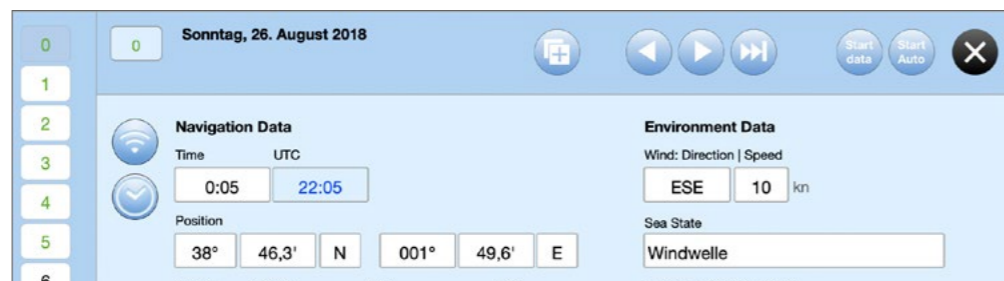 0
1
2
3
4
5
6
0
Sonntag, 26. August 2018
Start data
Start Auto
Navigation Data
Time UTC
0:05 22:05
Position
38° 46,3' N 001° 49,6' E
Environment Data
Wind: Direction | Speed
ESE 10 kn
Sea State
Windwelle